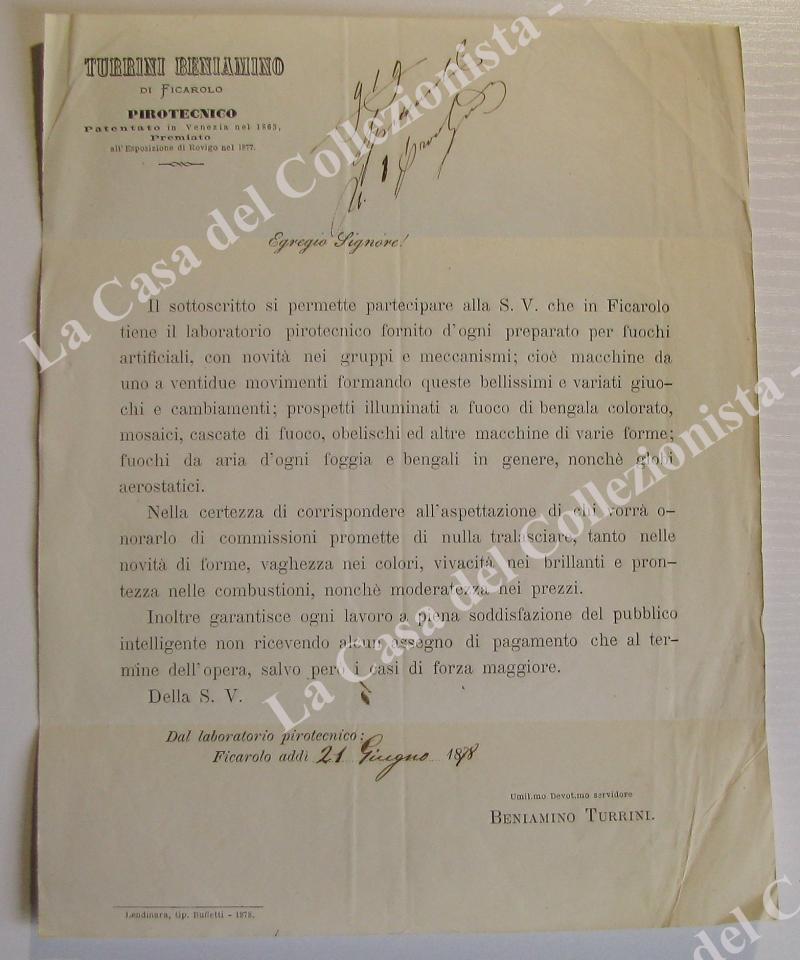 TURRINI BENIAMINO
DI FICAROLO
PIROTECNICO
Patentato in Venezia nel 1863,
Premiato
all'Esposizione di Rovigo nel 1877.
919
Egregio Signore!
Il sottoscritto si permette partecipare alla S. V. che in Ficarolo
tiene il laboratorio pirotecnico fornito d'ogni preparato per fuochi
artificiali, con novità nei gruppi e meccanismi; cioè macchine da
uno a ventidue movimenti formando queste bellissimi e variati giuo-
chi e cambiamenti; prospetti illuminati a fuoco di bengala colorato,
mosaici, cascate di fuoco, obelischi ed altre macchine di varie forme;
fuochi da aria d'ogni foggia e bengali in genere, nonchè globi
aerostatici.
Nella certezza di corrispondere all'aspettazione di chi vorrà o-
norarlo di commissioni promette di nulla tralasciare, tanto nelle
novità di forme, vaghezza nei colori, vivacità nei brillanti e pron-
tezza nelle combustioni, nonchè moderatezza nei prezzi.
Inoltre garantisce ogni lavoro a piena soddisfazione del pubblico
intelligente non ricevendo alcun assegno di pagamento che al ter-
mine dell'opera, salvo però i casi di forza maggiore.
Della S. V.
Dal laboratorio pirotecnico:
Ficarolo addì 21 Giugno 1878
Umil.mo Devot.mo servidore
BENIAMINO TURRINI.
Lendinara, tip. Buffetti - 1878.
La Casa del Collezionista -
La Casa del Collezionista -
del Co